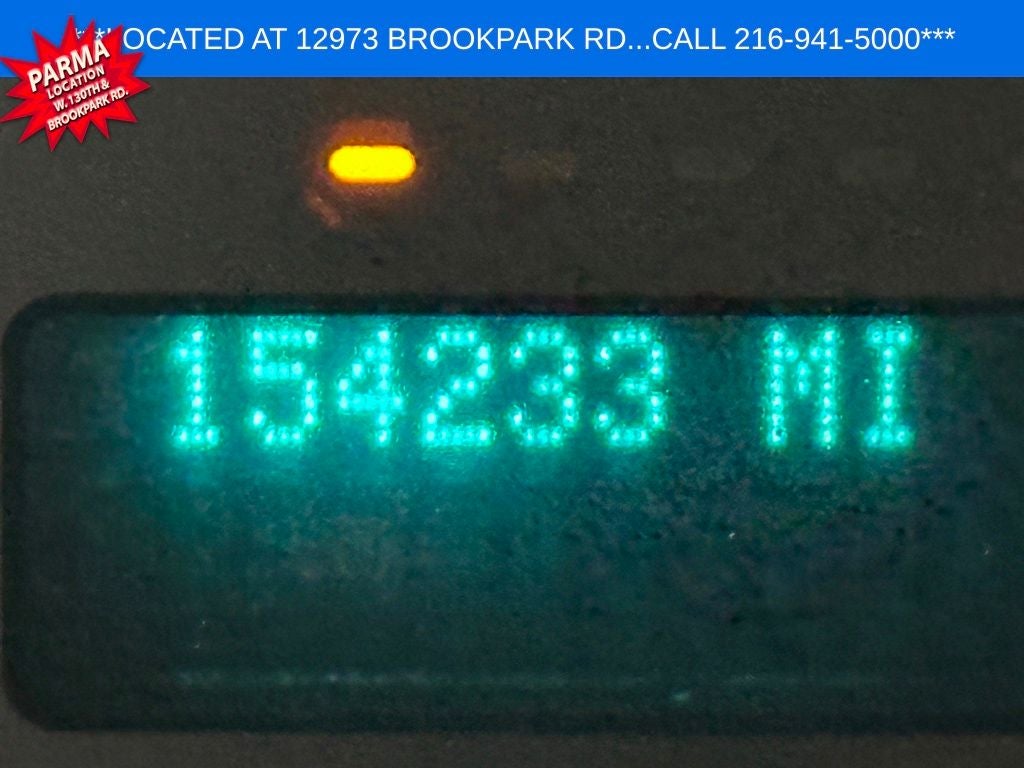 ***LOCATED AT 12973 BROOKPARK RD...CALL 216-941-5000***
PARMA
LOCATION
W. 130TH &
BROOKPARK RD.
154233 MI